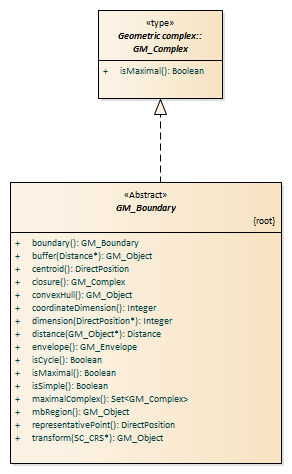 «type»
Geometric complex::
GM_Complex
+ isMaximal(): Boolean
«Abstract»
GM_Boundary
{root}
+ boundary(): GM_Boundary
+ buffer(Distance*): GM_Object
+ centroid(): DirectPosition
+ closure(): GM_Complex
+ convexHull(): GM_Object
+ coordinateDimension(): Integer
+ dimension(DirectPosition*): Integer
+ distance(GM_Object*): Distance
+ envelope(): GM_Envelope
+ isCycle(): Boolean
+ isMaximal(): Boolean
+ isSimple(): Boolean
+ maximalComplex(): Set<GM_Complex>
+ mbRegion(): GM_Object
+ representativePoint(): DirectPosition
+ transform(SC_CRS*): GM_Object